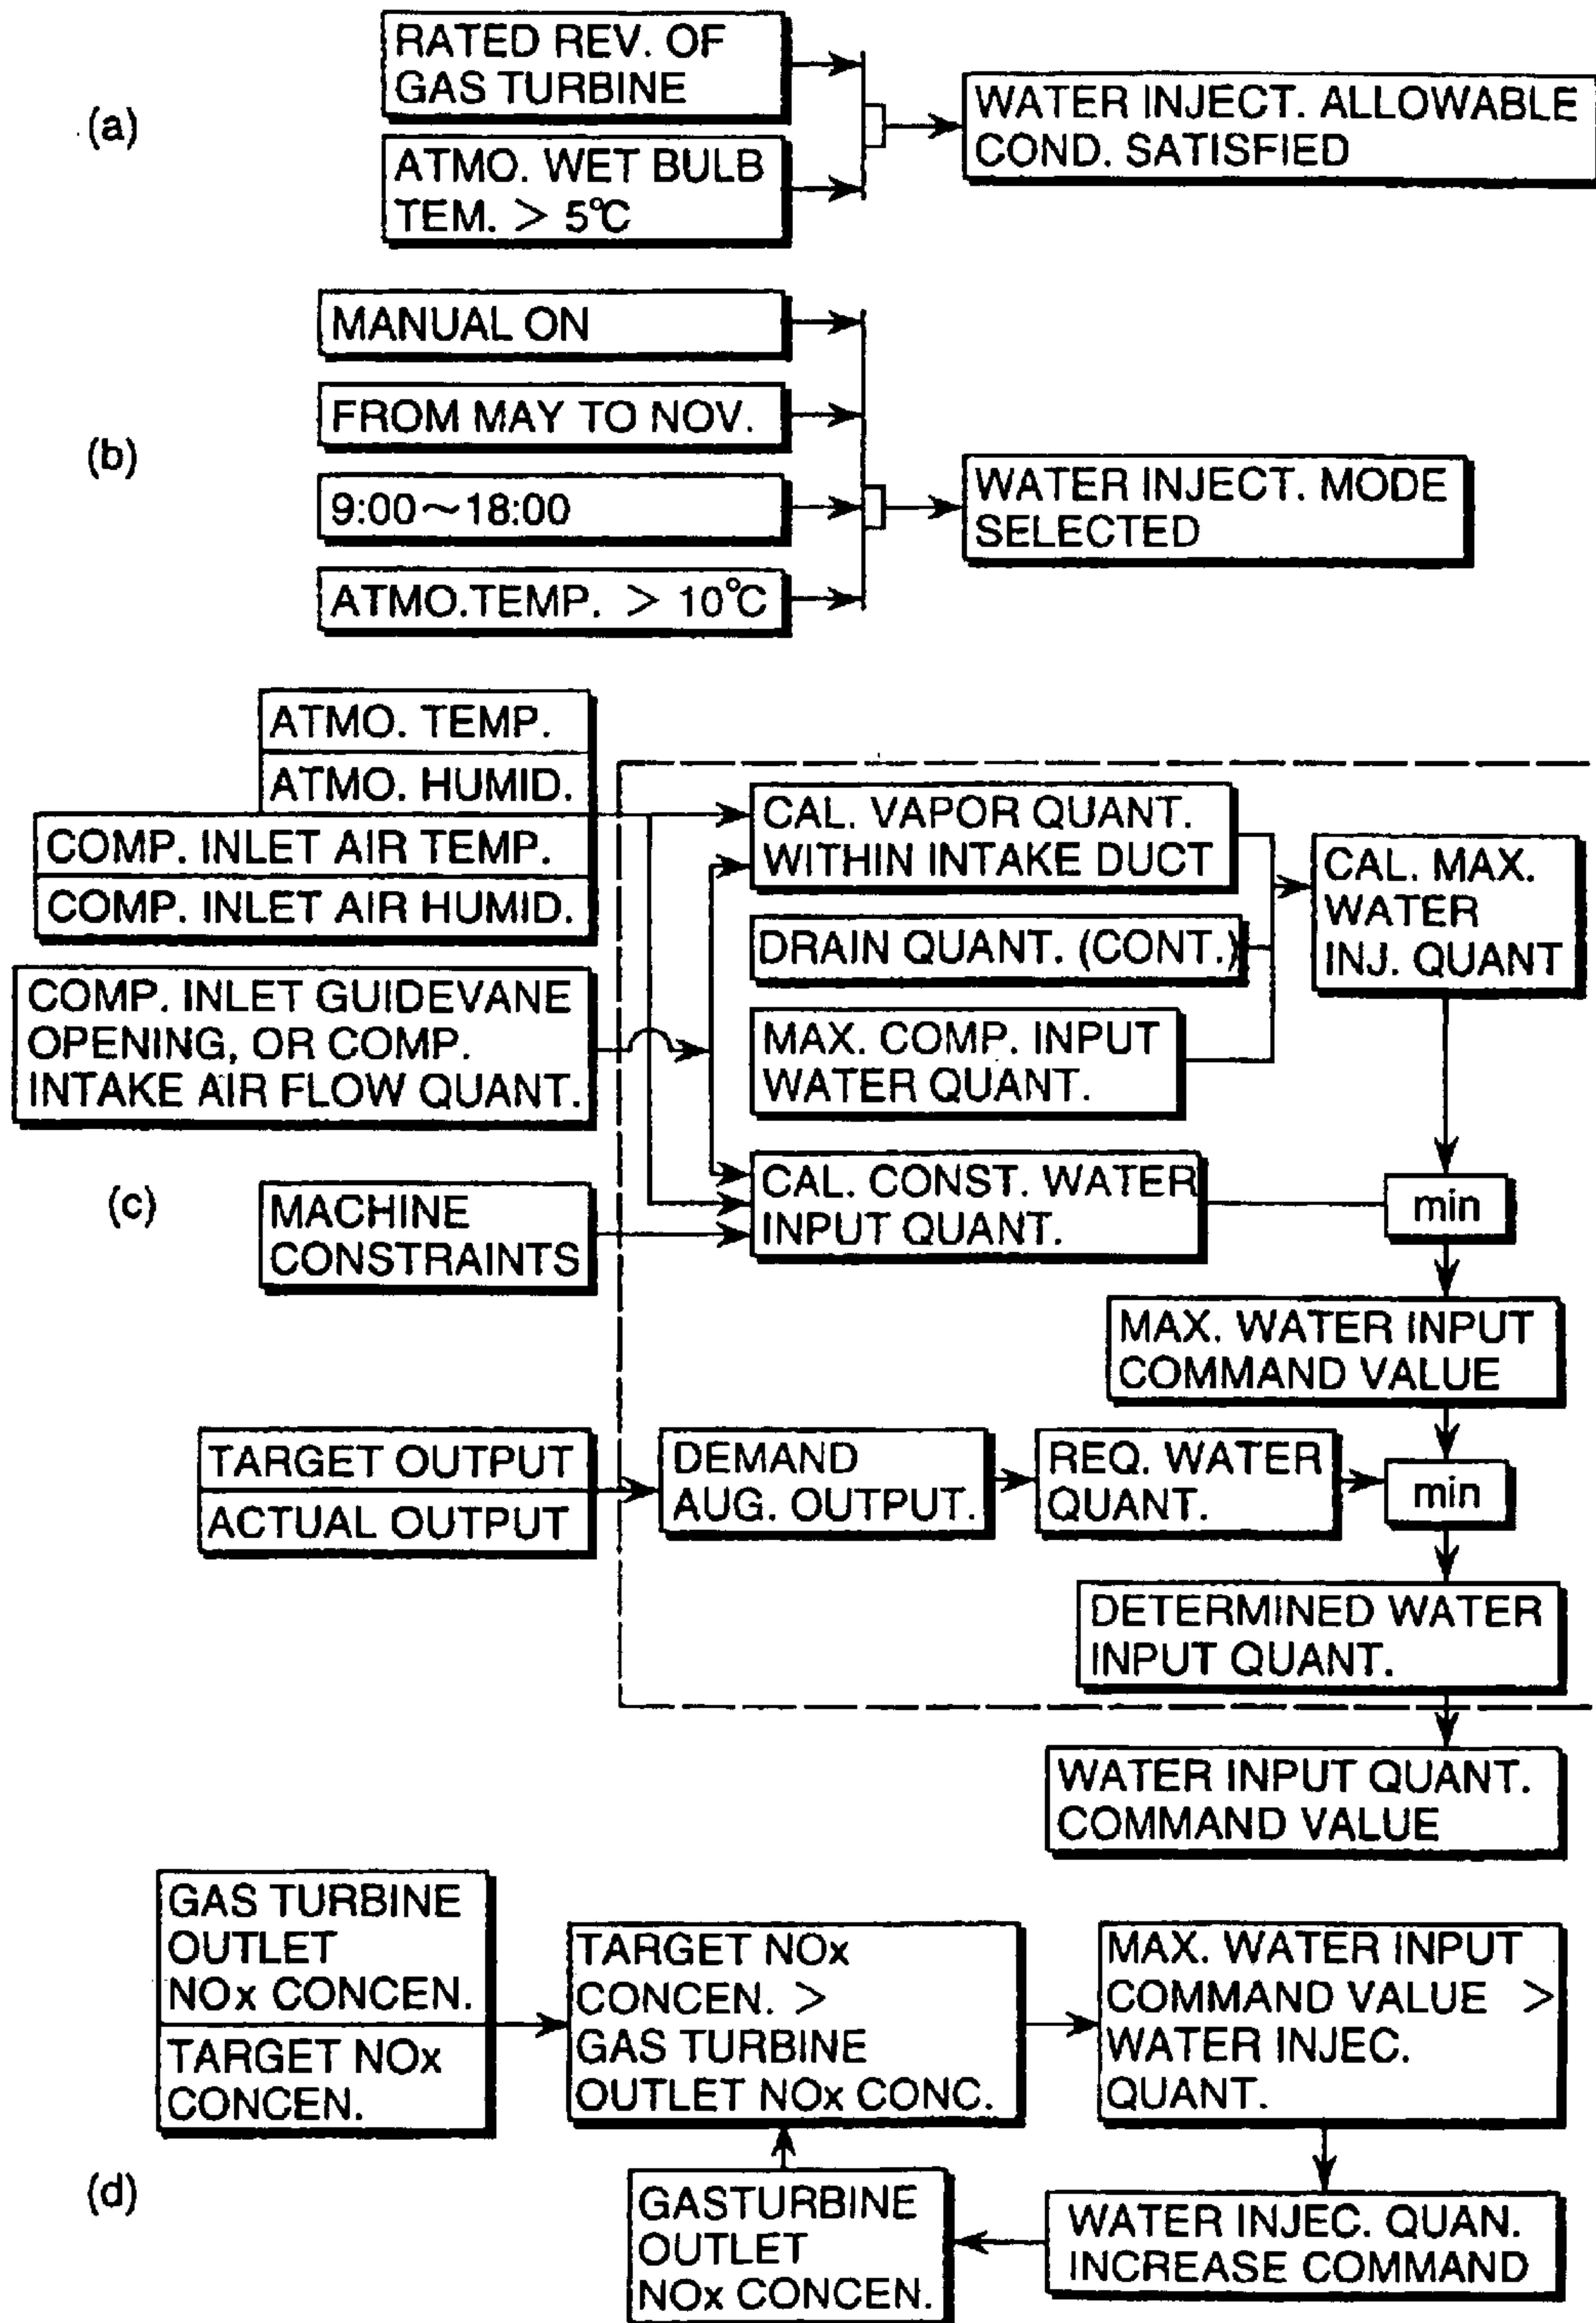 (a)
RATED REV. OF
GAS TURBINE
ATMO. WET BULB
TEM. > 5℃
WATER INJECT. ALLOWABLE
COND. SATISFIED
(b)
MANUAL ON
FROM MAY TO NOV.
9:00～18:00
ATMO.TEMP. > 10℃
WATER INJECT. MODE
SELECTED
(c)
ATMO. TEMP.
ATMO. HUMID.
COMP. INLET AIR TEMP.
COMP. INLET AIR HUMID.
COMP. INLET GUIDEVANE
OPENING, OR COMP.
INTAKE AIR FLOW QUANT.
MACHINE
CONSTRAINTS
CAL. VAPOR QUANT.
WITHIN INTAKE DUCT
DRAIN QUANT. (CONT.)
MAX. COMP. INPUT
WATER QUANT.
CAL. CONST. WATER
INPUT QUANT.
CAL. MAX.
WATER
INJ. QUANT
min
MAX. WATER INPUT
COMMAND VALUE
TARGET OUTPUT
ACTUAL OUTPUT
DEMAND
AUG. OUTPUT.
REQ. WATER
QUANT.
min
DETERMINED WATER
INPUT QUANT.
WATER INPUT QUANT.
COMMAND VALUE
(d)
GAS TURBINE
OUTLET
NOx CONCEN.
TARGET NOx
CONCEN.
TARGET NOx
CONCEN. >
GAS TURBINE
OUTLET NOx CONC.
MAX. WATER INPUT
COMMAND VALUE >
WATER INJEC.
QUANT.
WATER INJEC. QUAN.
INCREASE COMMAND
GASTURBINE
OUTLET
NOx CONCEN.